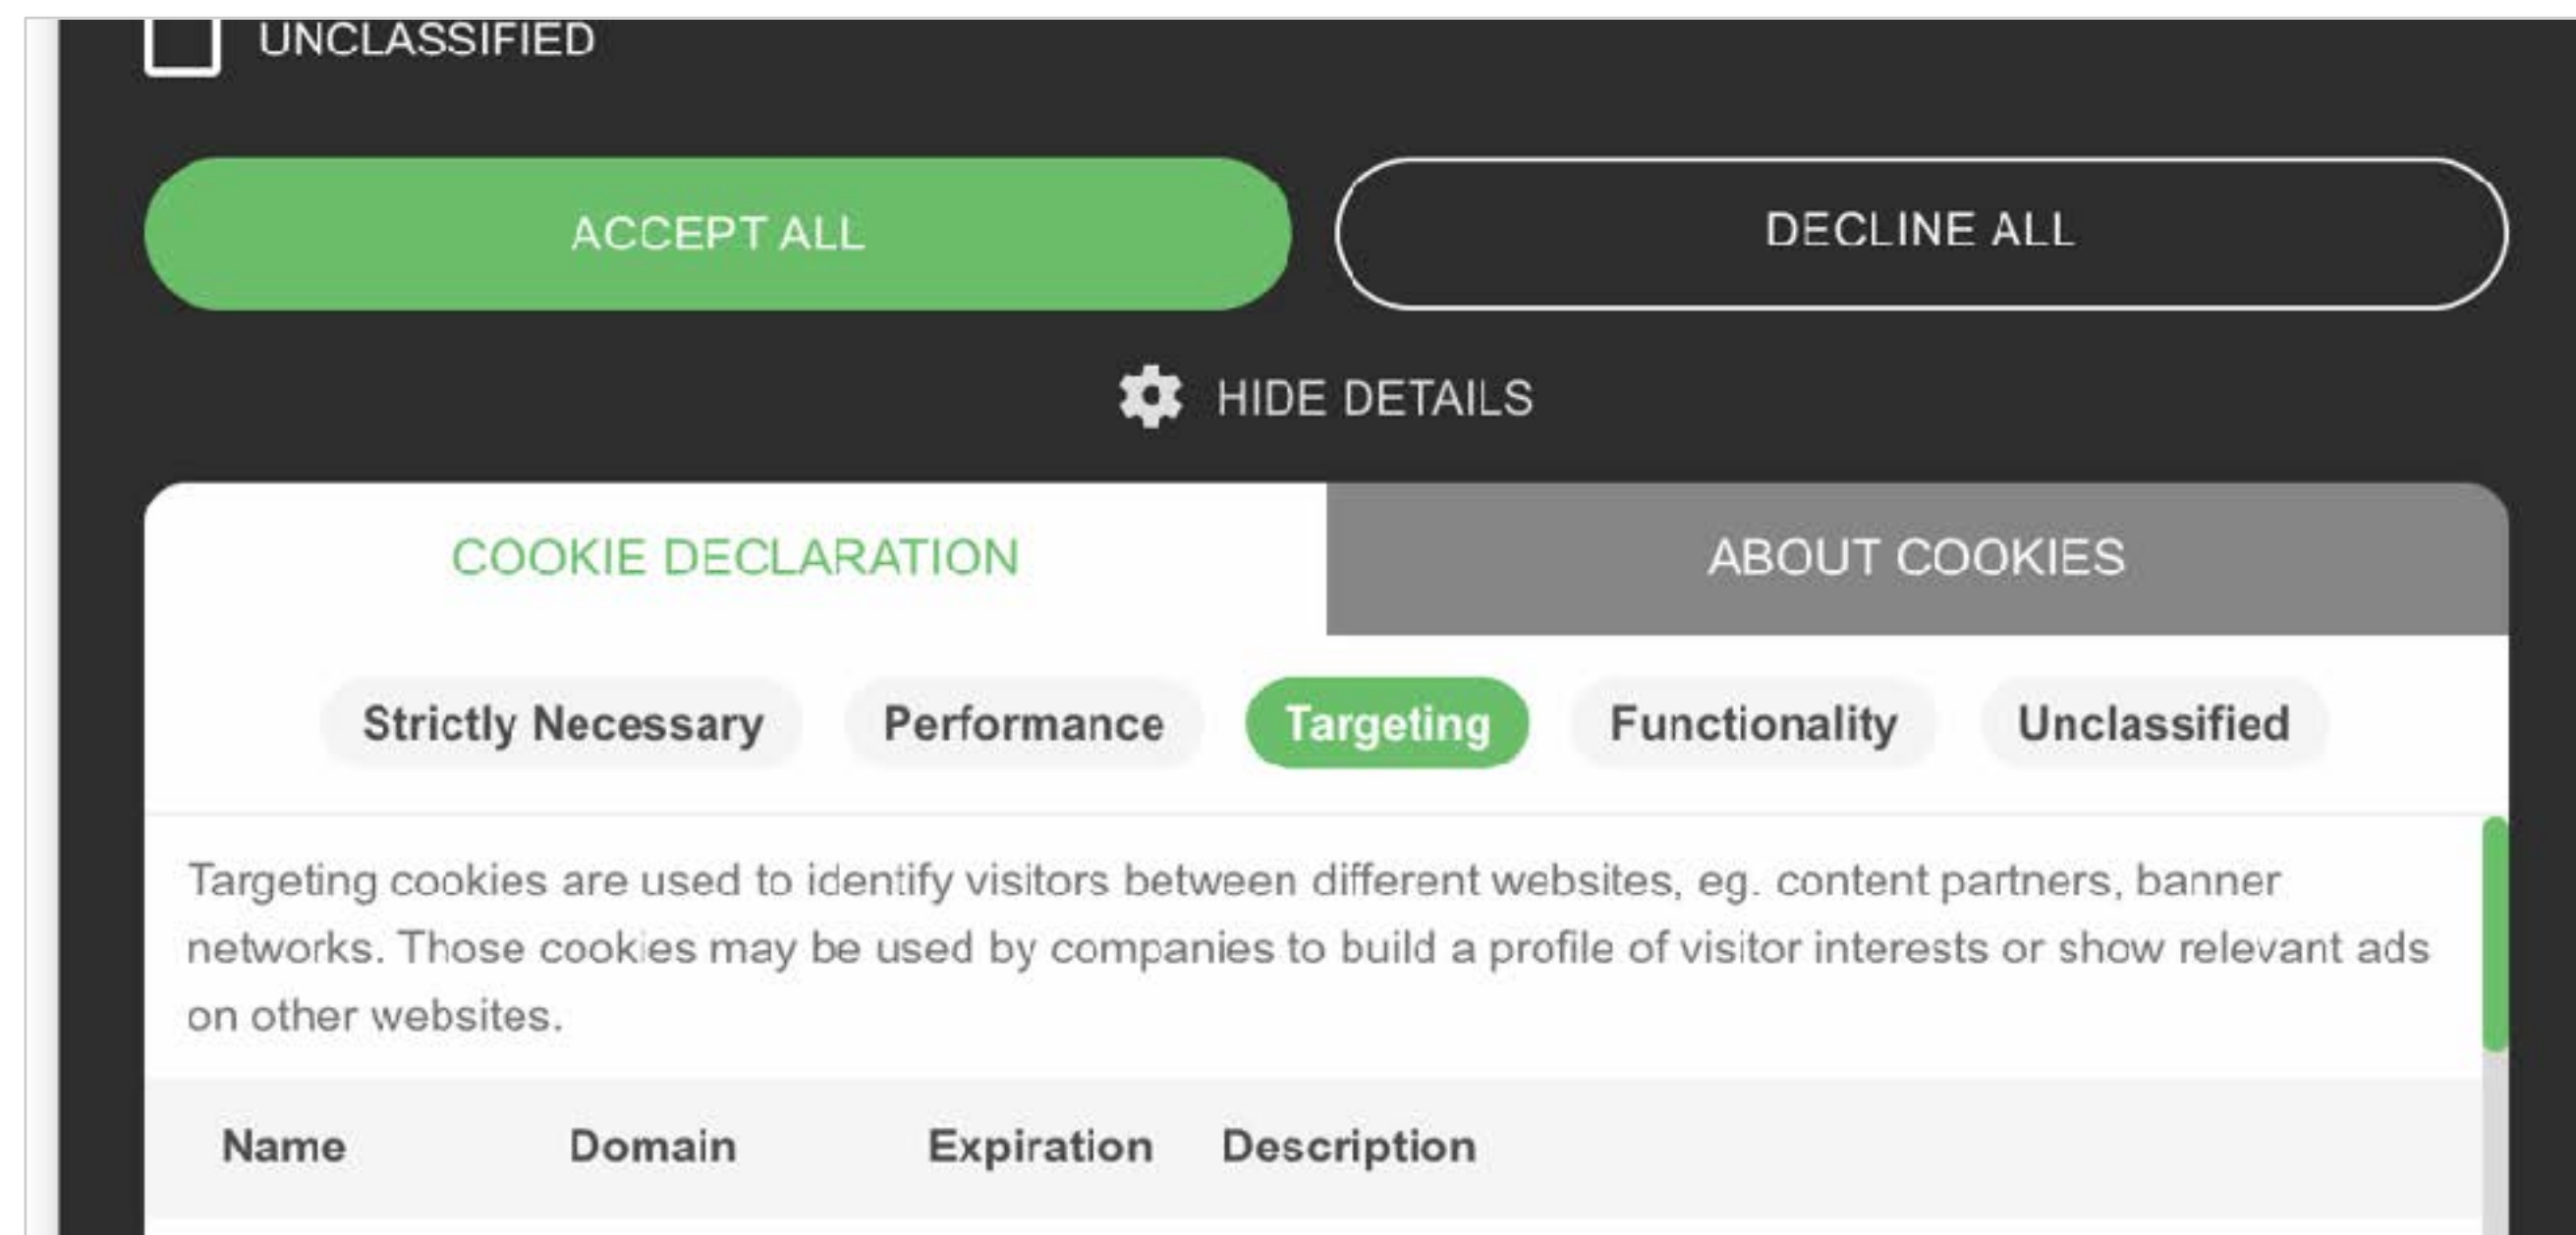 UNCLASSIFIED
ACCEPT ALL
DECLINE ALL
HIDE DETAILS
COOKIE DECLARATION
ABOUT COOKIES
Strictly Necessary
Performance
Targeting
Functionality
Unclassified
Targeting cookies are used to identify visitors between different websites, eg. content partners, banner
networks. Those cookies may be used by companies to build a profile of visitor interests or show relevant ads
on other websites.
Name
Domain
Expiration
Description